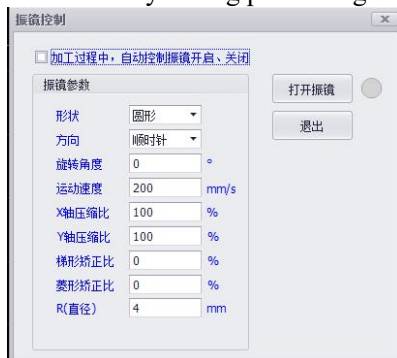 振镜控制
加工过程中，自动控制振镜开启、关闭
振镜参数
形状 圆形
方向 顺时针
旋转角度 0 °
运动速度 200 mm/s
X轴压缩比 100 %
Y轴压缩比 100 %
梯形矫正比 0 %
菱形矫正比 0 %
R(直径) 4 mm
打开振镜
退出